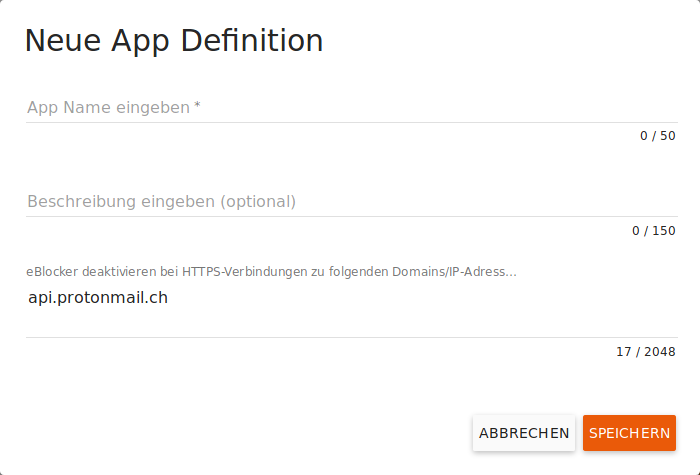 Neue App Definition
App Name eingeben *
0 / 50
Beschreibung eingeben (optional)
0 / 150
eBlocker deaktivieren bei HTTPS-Verbindungen zu folgenden Domains/IP-Adress...
api.protonmail.ch
17 / 2048
ABBRECHEN SPEICHERN